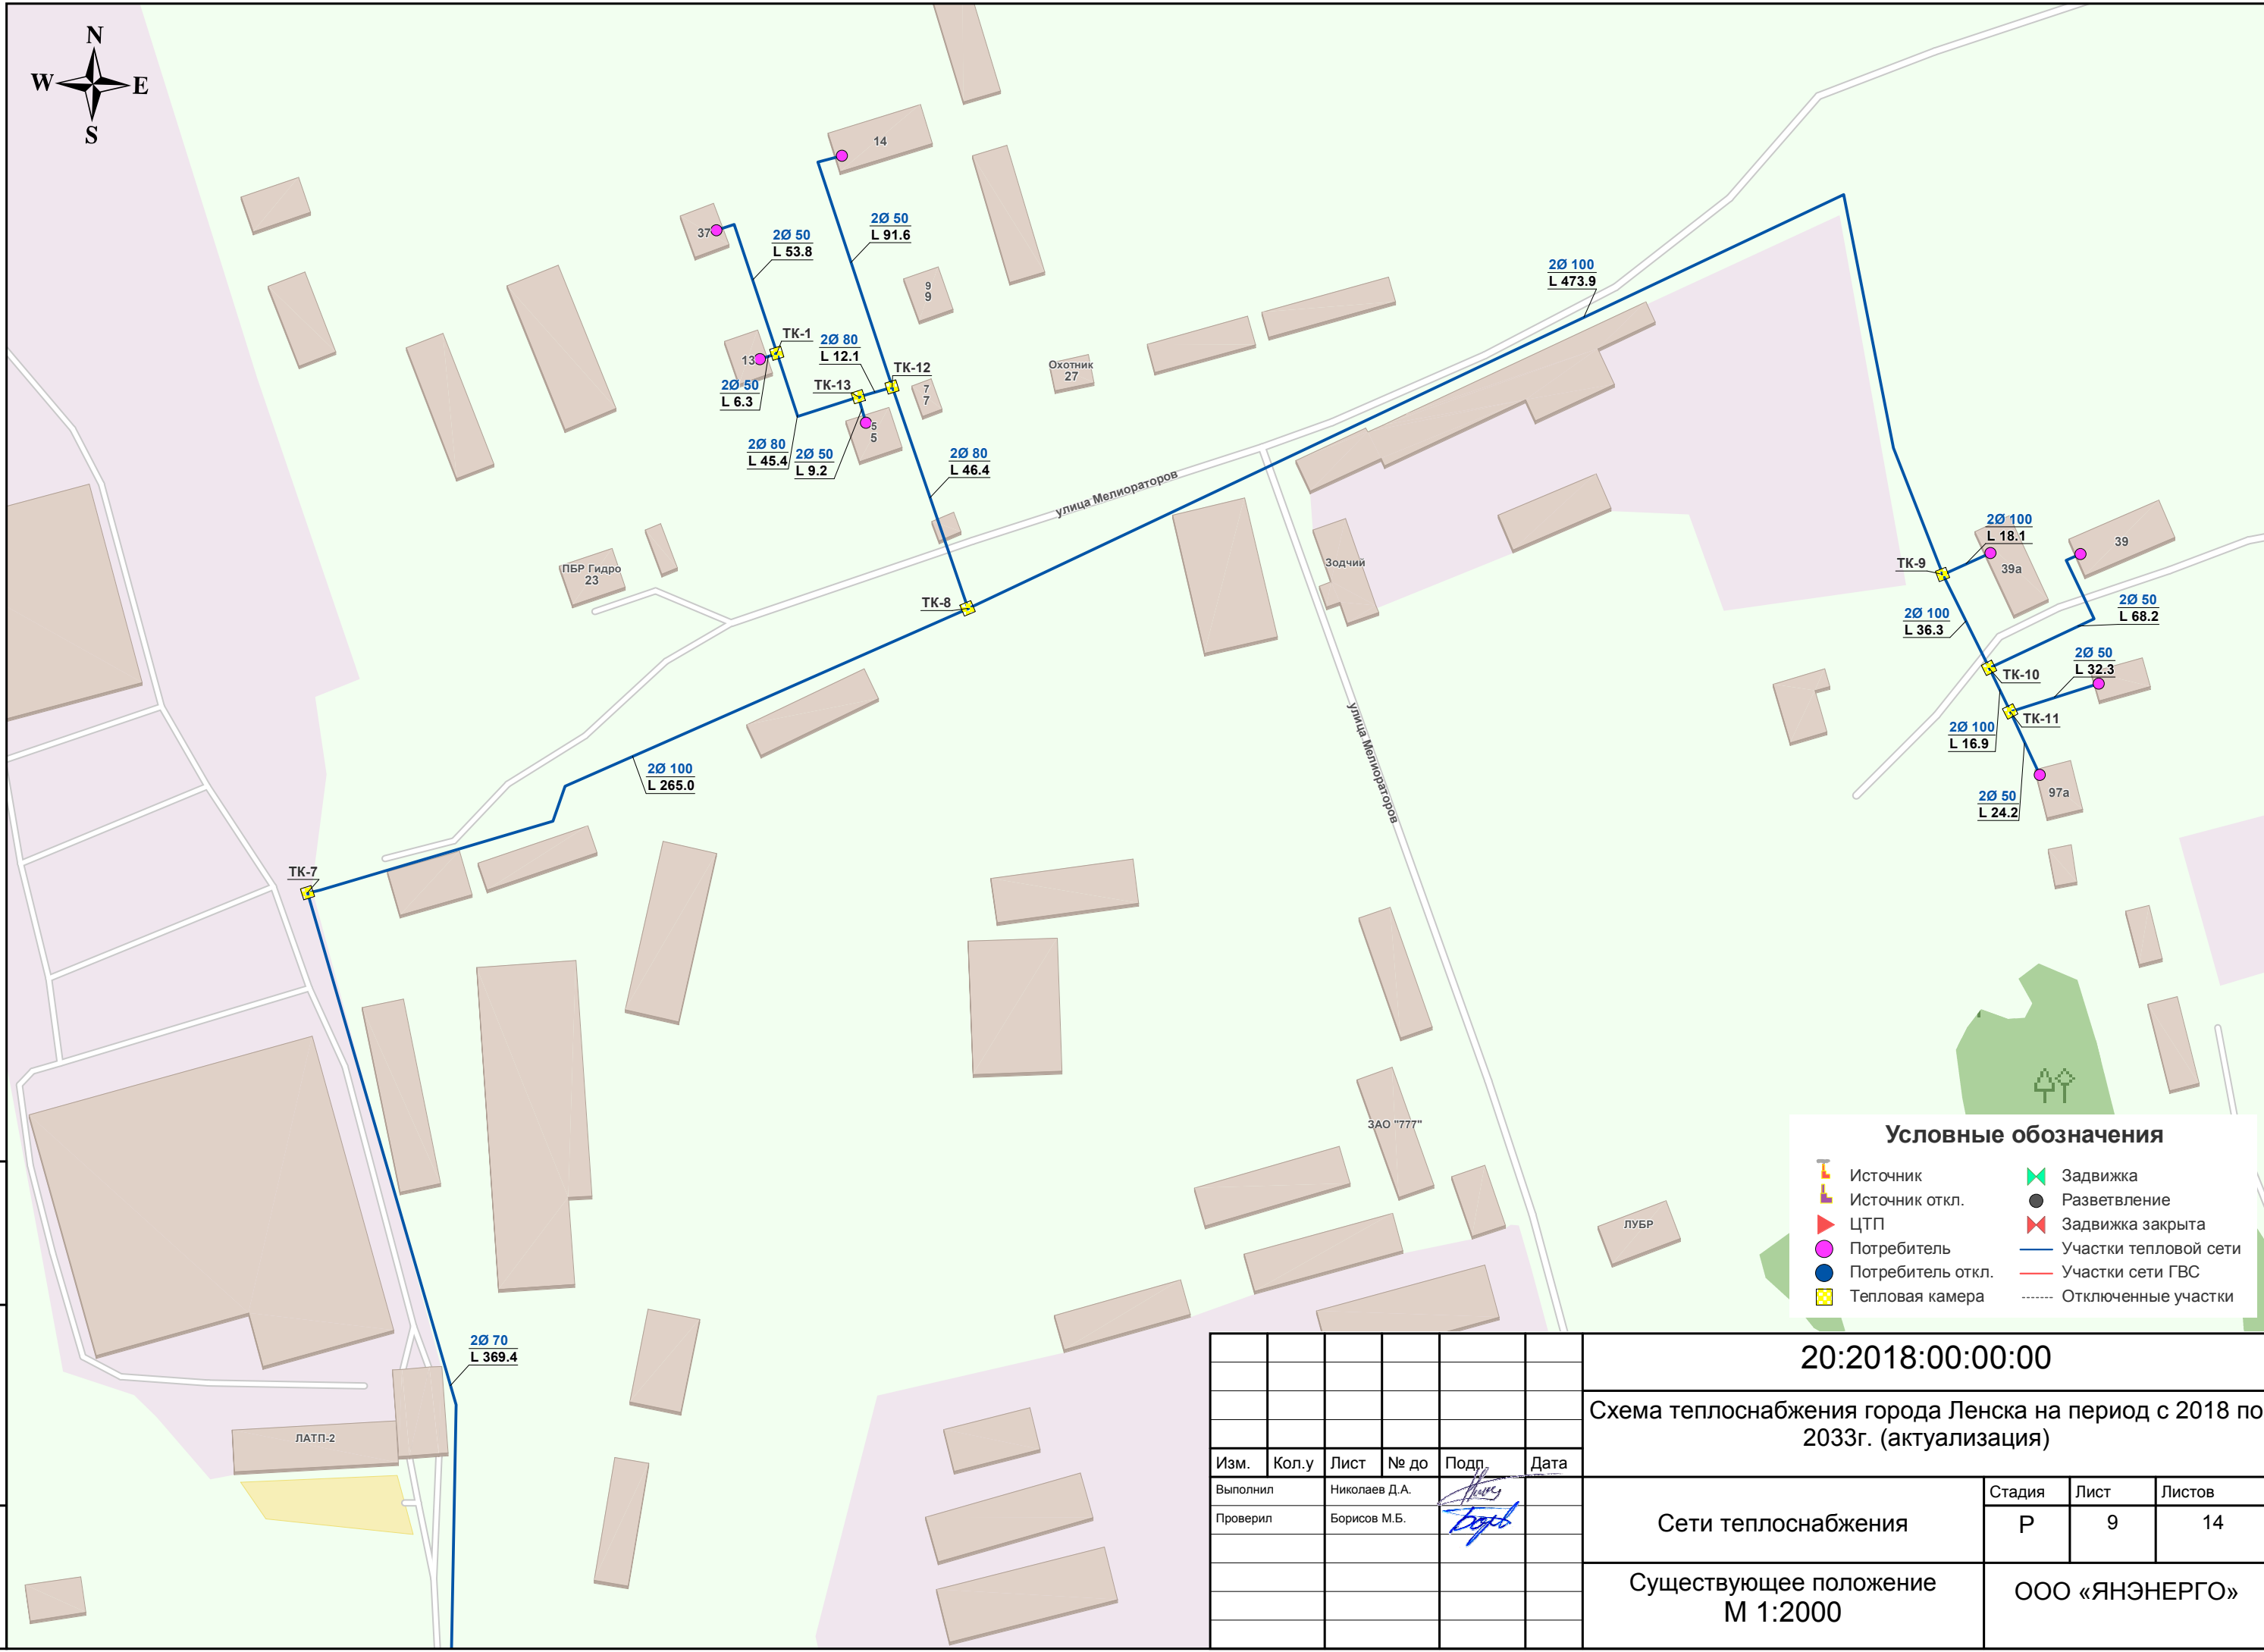 N
W E
S
14
37
2Ø 50
L 53.8
2Ø 50
L 91.6
9
9
2Ø 100
L 473.9
ТК-1
13
2Ø 80
L 12.1
ТК-12
Охотник
27
2Ø 50
L 6.3
ТК-13
7
7
5
5
2Ø 80
L 45.4
2Ø 50
L 9.2
2Ø 80
L 46.4
улица Мелиораторов
ПБР Гидро
23
Зодчий
2Ø 100
L 18.1
39
ТК-9
39а
ТК-8
2Ø 100
L 36.3
2Ø 50
L 68.2
2Ø 50
L 32.3
ТК-10
ТК-11
улица Мелиораторов
2Ø 100
L 16.9
2Ø 100
L 265.0
2Ø 50
L 24.2
97а
ТК-7
ЗАО "777"
ЛУБР
2Ø 70
L 369.4
ЛАТП-2
Условные обозначения
Источник
Источник откл.
ЦТП
Потребитель
Потребитель откл.
Тепловая камера
Задвижка
Разветвление
Задвижка закрыта
Участки тепловой сети
Участки сети ГВС
Отключенные участки
20:2018:00:00:00
Схема теплоснабжения города Ленска на период с 2018 по
2033г. (актуализация)
Изм. Кол.у Лист № до Подп. Дата
Выполнил Николаев Д.А.
Проверил Борисов М.Б.
Сети теплоснабжения
Стадия Лист Листов
Р 9 14
Существующее положение
М 1:2000
ООО «ЯНЭНЕРГО»